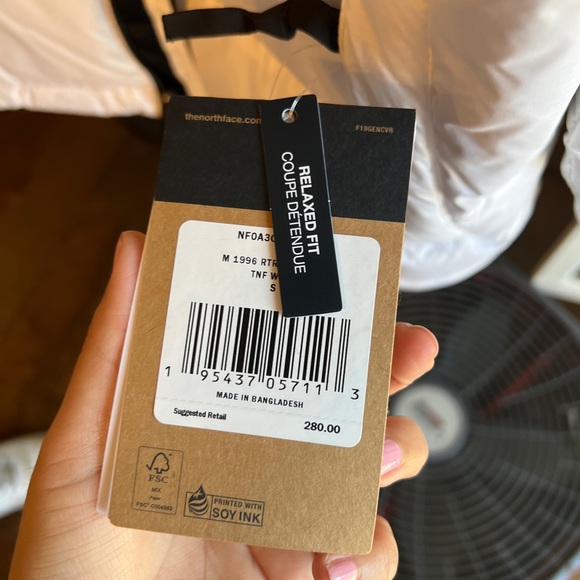 thenorthface.com
F19GENCVR
RELAXED FIT
COUPE DÉTENDUE
NF0A3C
M 1996 RTR
TNF W
S
1 95437 05711 3
MADE IN BANGLADESH
Suggested Retail
280.00
FSC
MIX
Paper
PRINTED WITH
SOY INK